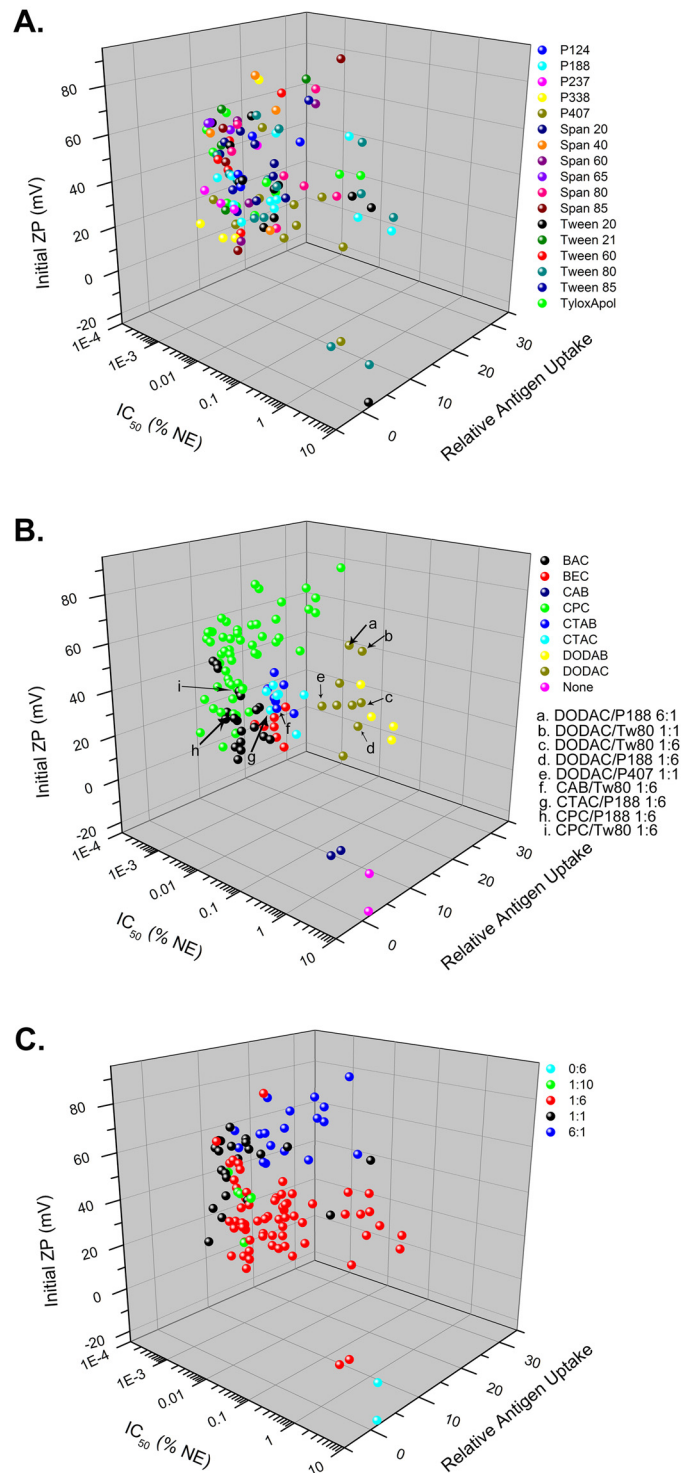 A.
P124
P188
P237
P338
P407
Span 20
Span 40
Span 60
Span 65
Span 80
Span 85
Tween 20
Tween 21
Tween 60
Tween 80
Tween 85
TyloxApol
Initial ZP (mV)
80
60
40
20
0
-20
1E-4
1E-3
0.01
0.1
1
10
IC50 (% NE)
0
10
20
30
Relative Antigen Uptake
B.
BAC
BEC
CAB
CPC
CTAB
CTAC
DODAB
DODAC
None
a. DODAC/P188 6:1
b. DODAC/Tw80 1:1
c. DODAC/Tw80 1:6
d. DODAC/P188 1:6
e. DODAC/P407 1:1
f. CAB/Tw80 1:6
g. CTAC/P188 1:6
h. CPC/P188 1:6
i. CPC/Tw80 1:6
a
b
c
d
e
f
g
h
i
Initial ZP (mV)
80
60
40
20
0
-20
1E-4
1E-3
0.01
0.1
1
10
IC50 (% NE)
0
10
20
30
Relative Antigen Uptake
C.
0:6
1:10
1:6
1:1
6:1
Initial ZP (mV)
80
60
40
20
0
-20
1E-4
1E-3
0.01
0.1
1
10
IC50 (% NE)
0
10
20
30
Relative Antigen Uptake